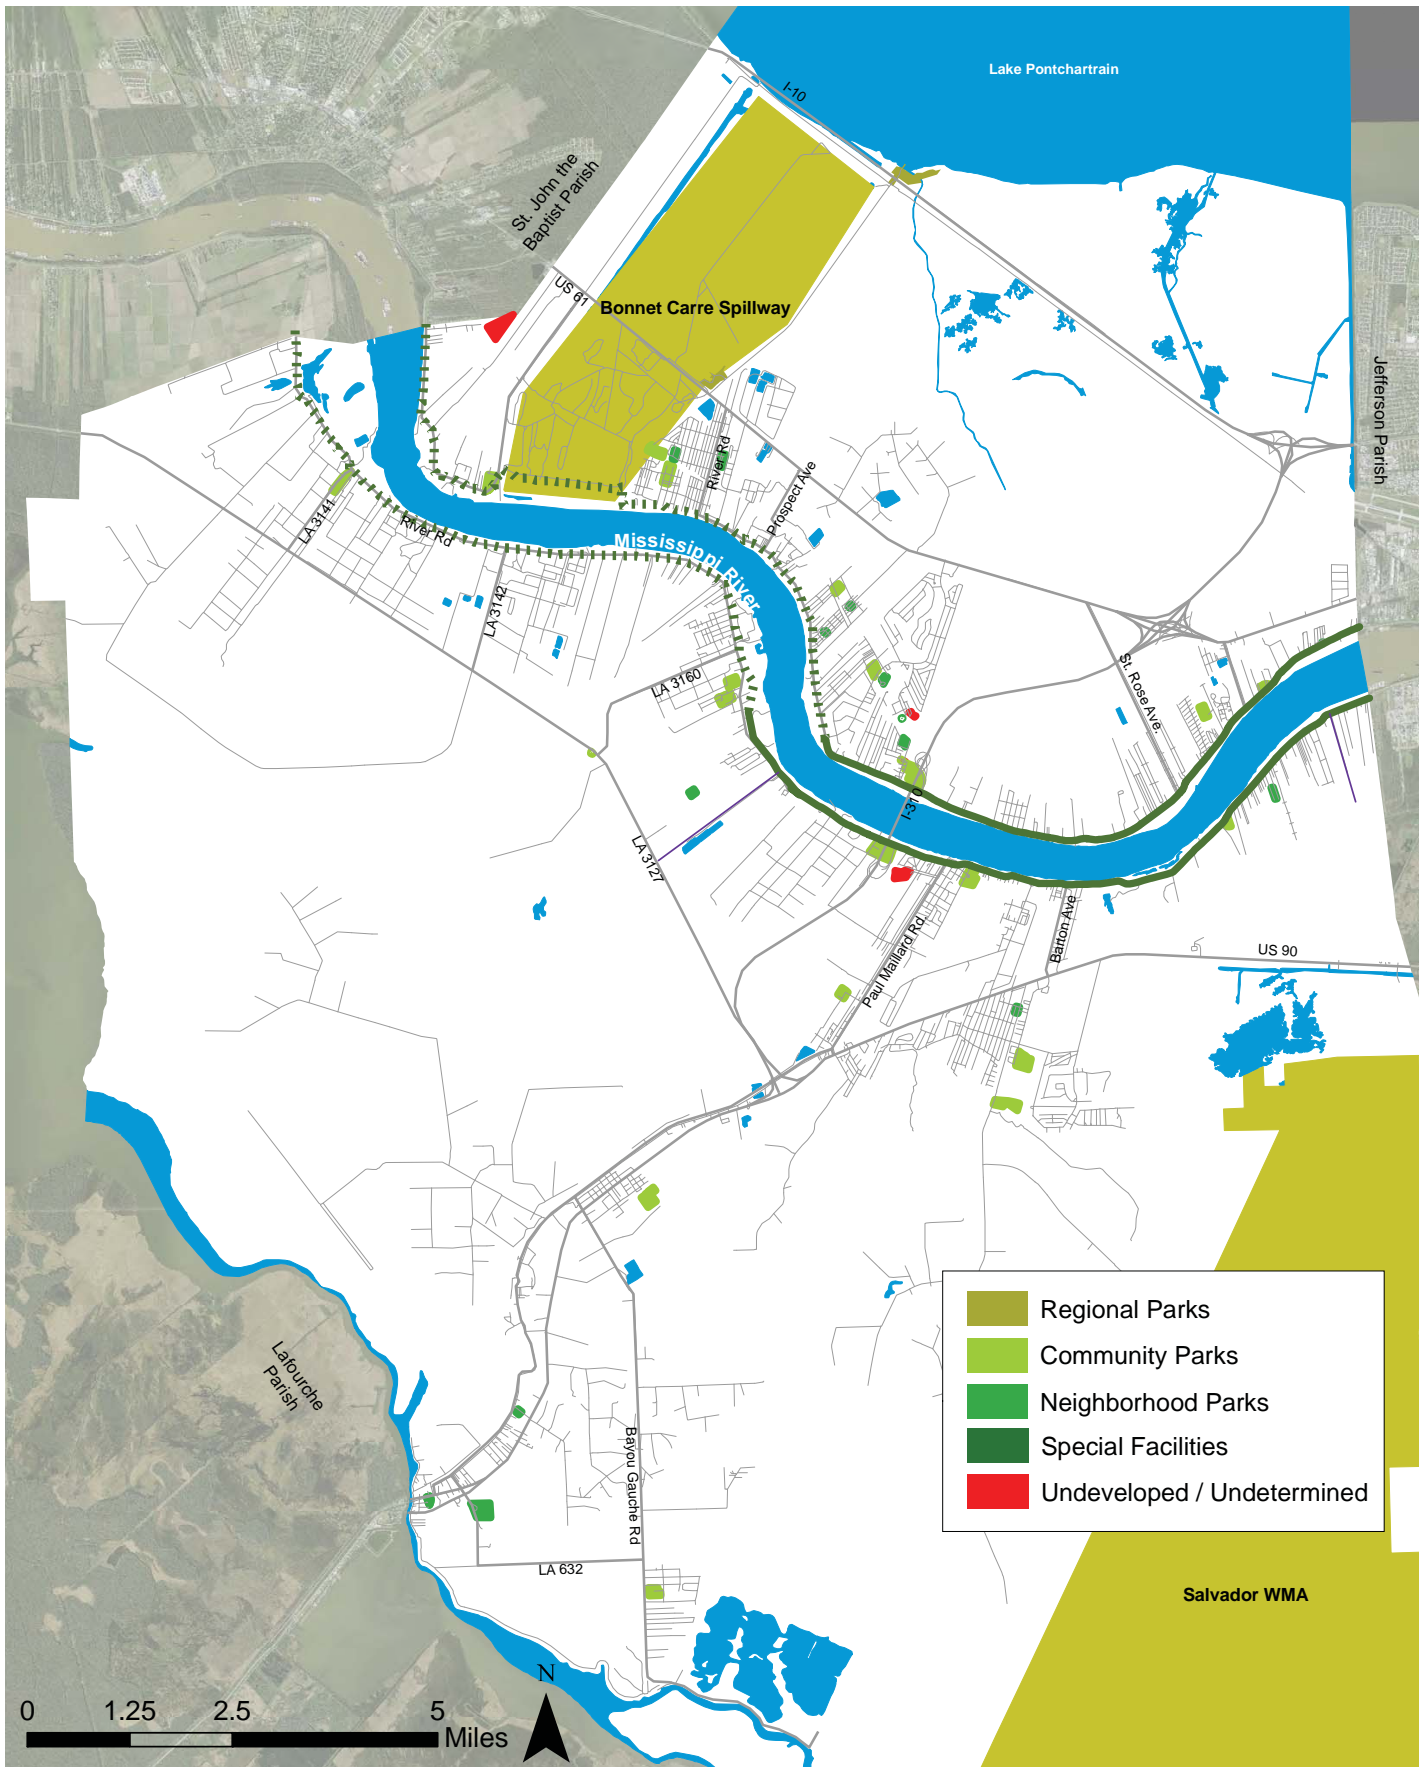 Lake Pontchartrain
I-10
St. John the
Baptist Parish
US 61
Bonnet Carre Spillway
Jefferson Parish
River Rd
Prospect Ave
LA 3141
River Rd
Mississippi River
LA 3142
LA 3160
St. Rose Ave.
I-310
LA 3127
Paul Maillard Rd.
Barton Ave
US 90
Lafourche
Parish
Regional Parks
Community Parks
Neighborhood Parks
Special Facilities
Undeveloped / Undetermined
Bayou Gauche Rd
LA 632
Salvador WMA
N
0 1.25 2.5 5
Miles